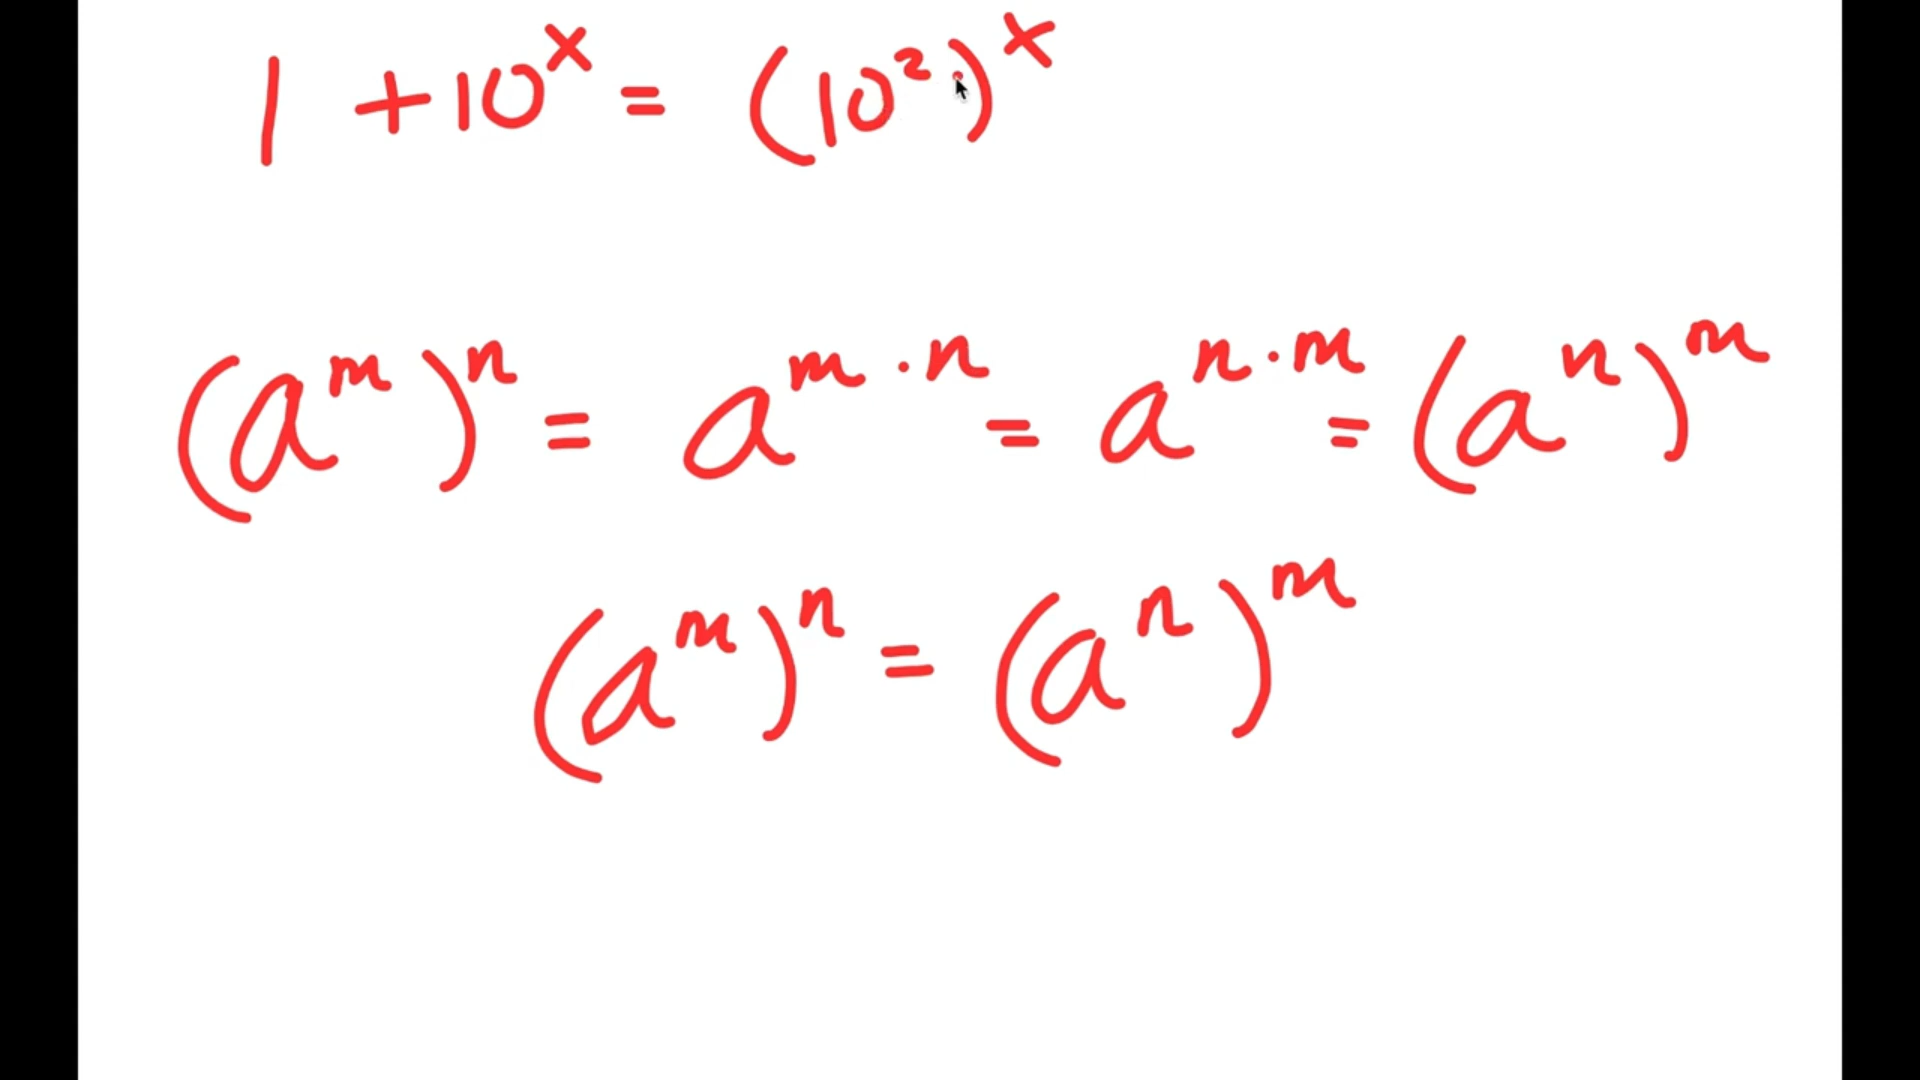 1 + 10^x = (10^2)^x
(a^m)^n = a^{m·n} = a^{n·m} = (a^n)^m
(a^m)^n = (a^n)^m